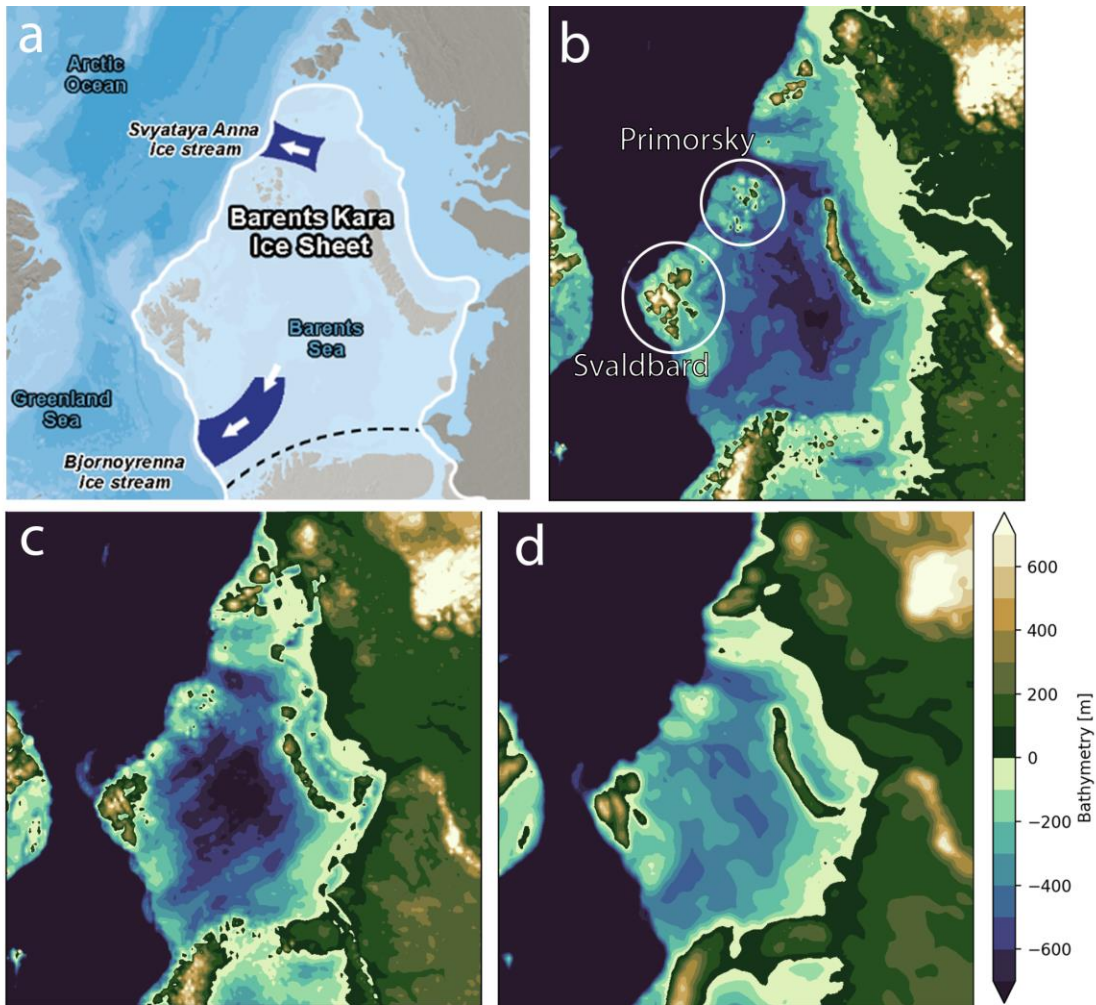 a
Arctic
Ocean
Svyataya Anna
Ice stream
Barents Kara
Ice Sheet
Barents
Sea
Greenland
Sea
Bjornoyrenna
ice stream
b
Primorsky
Svaldbard
c
d
600
400
200
0
−200
−400
−600
Bathymetry [m]